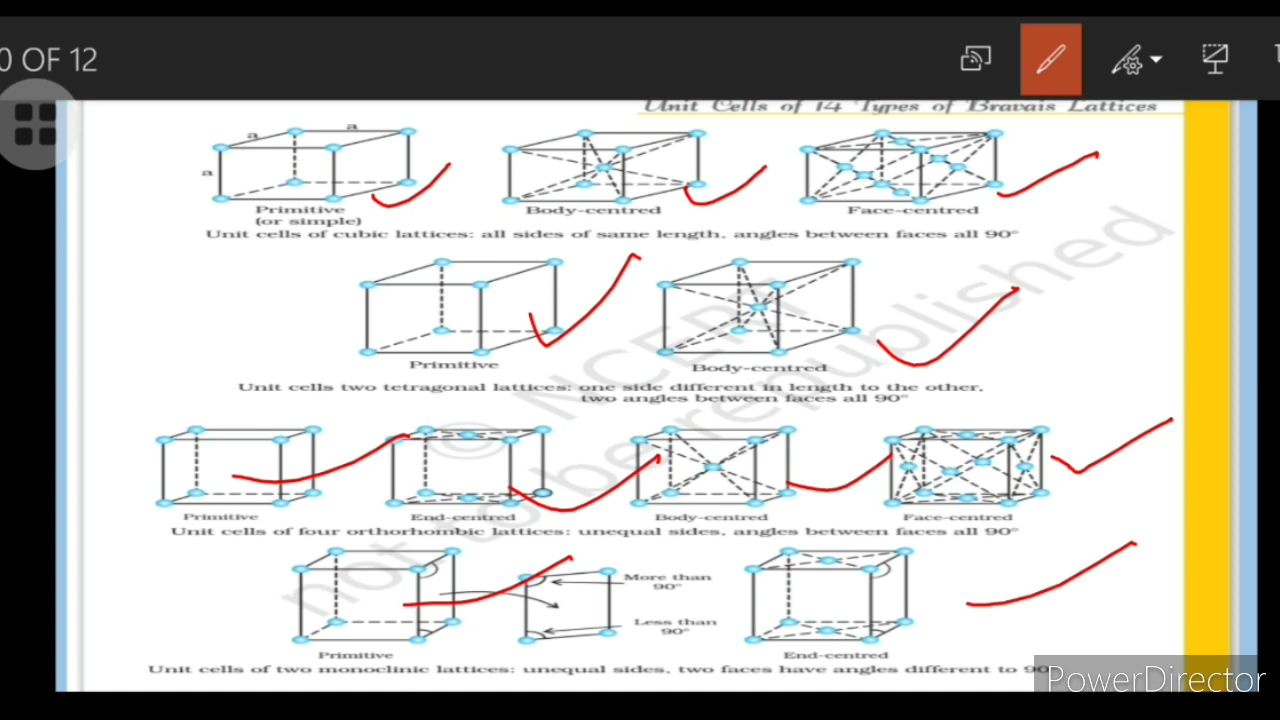 0 OF 12
Unit Cells of 14 Types of Bravais Lattices
a
a
a
Primitive
(or simple)
Body-centred
Face-centred
Unit cells of cubic lattices: all sides of same length, angles between faces all 90°
Primitive
Body-centred
Unit cells two tetragonal lattices: one side different in length to the other,
two angles between faces all 90°
Primitive
End-centred
Body-centred
Face-centred
Unit cells of four orthorhombic lattices: unequal sides, angles between faces all 90°
More than
90°
Less than
90°
Primitive
End-centred
Unit cells of two monoclinic lattices: unequal sides, two faces have angles different to 90
© NCERT
not to be republished
PowerDirector